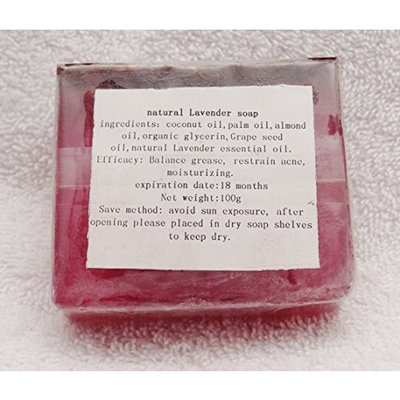 natural Lavender soap
ingredients: coconut oil,palm oil,almond
oil,organic glycerin,Grape seed
oil,natural Lavender essential oil.
Efficacy: Balance grease, restrain acne,
moisturizing.
expiration date:18 months
Net weight:100g
Save method: avoid sun exposure, after
opening please placed in dry soap shelves
to keep dry.